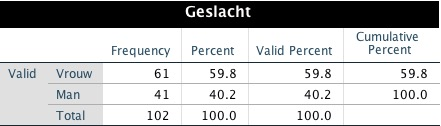 Geslacht
Frequency Percent Valid Percent Cumulative Percent
Valid Vrouw 61 59.8 59.8 59.8
Man 41 40.2 40.2 100.0
Total 102 100.0 100.0